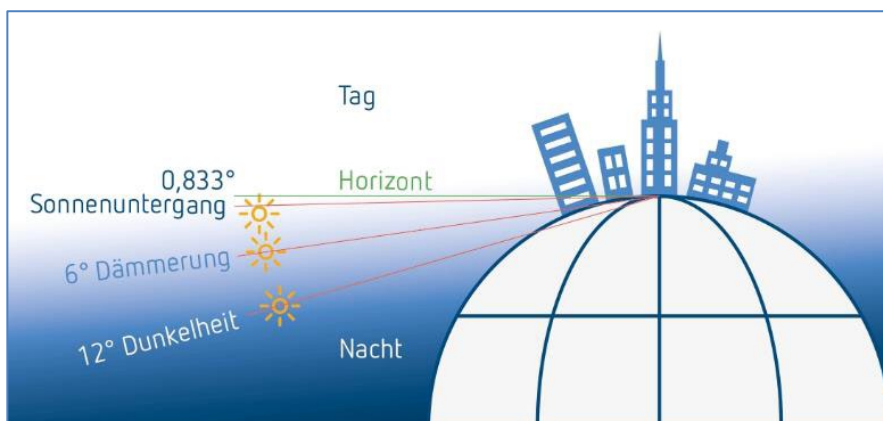 Tag
0,833°
Horizont
Sonnenuntergang
6° Dämmerung
12° Dunkelheit
Nacht